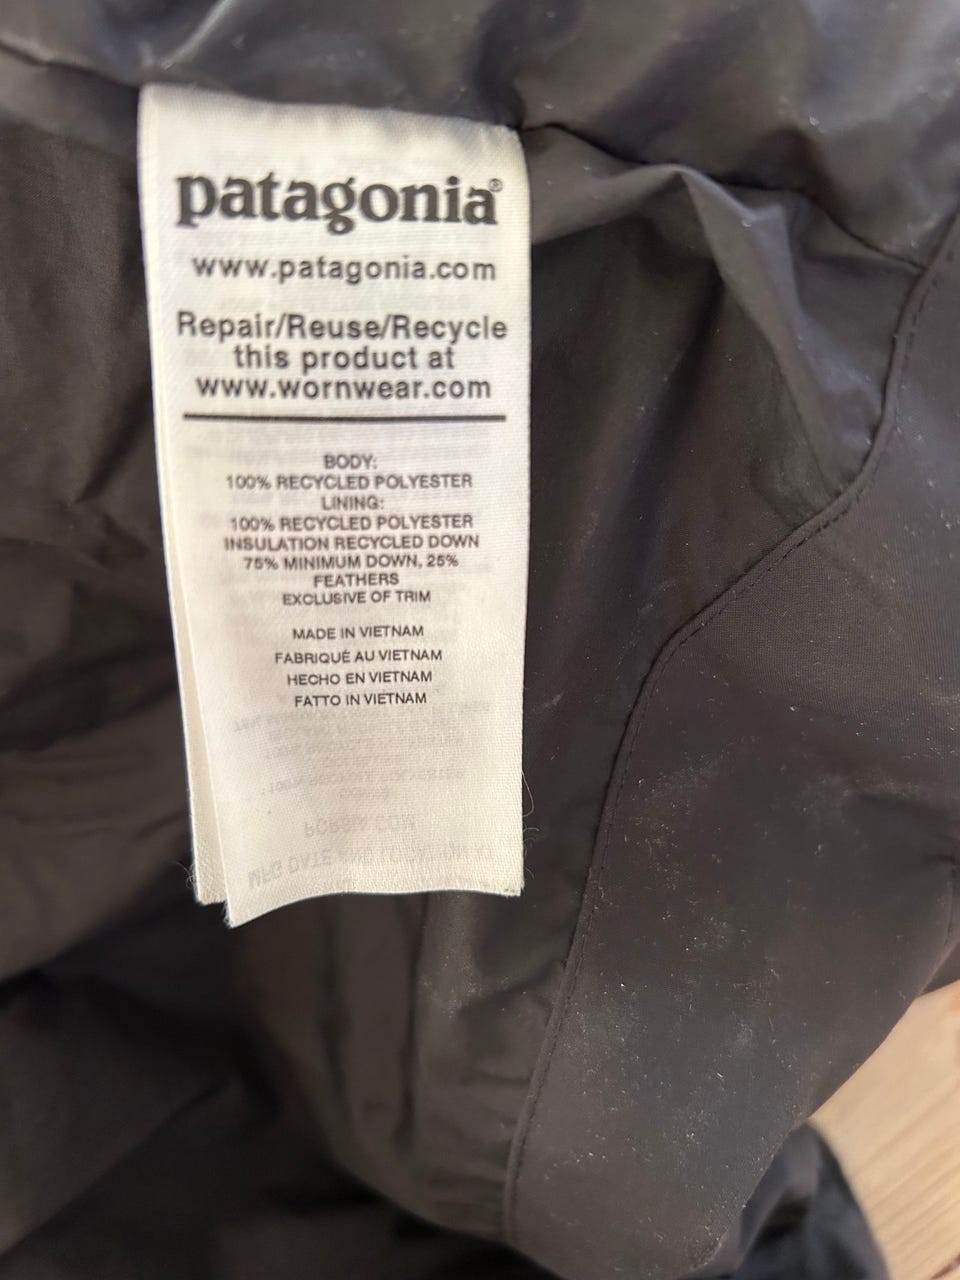 patagonia®
www.patagonia.com
Repair/Reuse/Recycle
this product at
www.wornwear.com
BODY:
100% RECYCLED POLYESTER
LINING:
100% RECYCLED POLYESTER
INSULATION RECYCLED DOWN
75% MINIMUM DOWN, 25%
FEATHERS
EXCLUSIVE OF TRIM
MADE IN VIETNAM
FABRIQUÉ AU VIETNAM
HECHO EN VIETNAM
FATTO IN VIETNAM